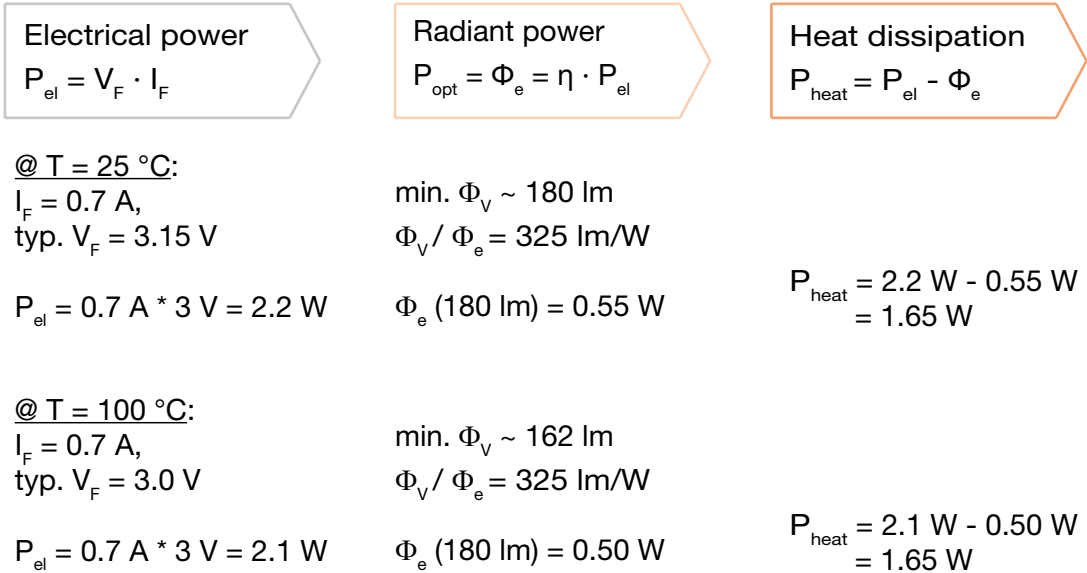 Electrical power
P_el = V_F · I_F
Radiant power
P_opt = Φ_e = η · P_el
Heat dissipation
P_heat = P_el - Φ_e
@ T = 25 °C:
I_F = 0.7 A,
typ. V_F = 3.15 V
P_el = 0.7 A * 3 V = 2.2 W
min. Φ_V ~ 180 lm
Φ_V / Φ_e = 325 lm/W
Φ_e (180 lm) = 0.55 W
P_heat = 2.2 W - 0.55 W
= 1.65 W
@ T = 100 °C:
I_F = 0.7 A,
typ. V_F = 3.0 V
P_el = 0.7 A * 3 V = 2.1 W
min. Φ_V ~ 162 lm
Φ_V / Φ_e = 325 lm/W
Φ_e (180 lm) = 0.50 W
P_heat = 2.1 W - 0.50 W
= 1.65 W